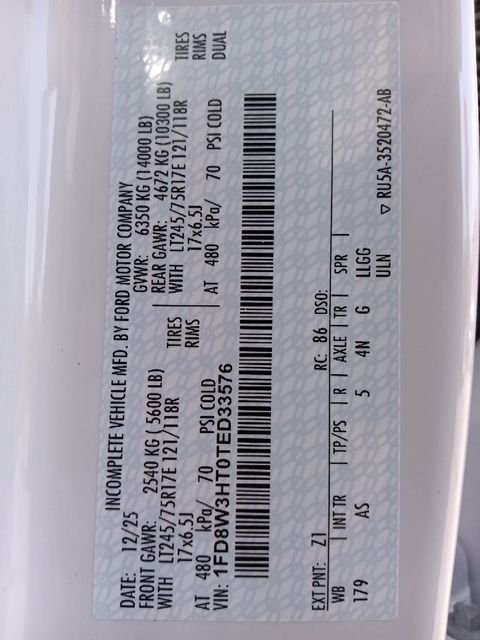 INCOMPLETE VEHICLE MFD. BY FORD MOTOR COMPANY
DATE: 12/25 GVWR: 6350 KG (14000 LB)
FRONT GAWR: 2540 KG ( 5600 LB) REAR GAWR: 4672 KG (10300 LB)
WITH LT245/75R17E 121/118R TIRES WITH LT245/75R17E 121/118R TIRES
17x6.5J RIMS 17x6.5J RIMS
AT 480 kPa/ 70 PSI COLD AT 480 kPa/ 70 PSI COLD DUAL
VIN: 1FD8W3HT0TED33576
EXT PNT: Z1 RC: 86 DSO:
WB | INT TR | TP/PS | R | AXLE | TR | SPR |
179 AS 5 4N G LLGG
ULN
▽ RU5A-3520472-AB